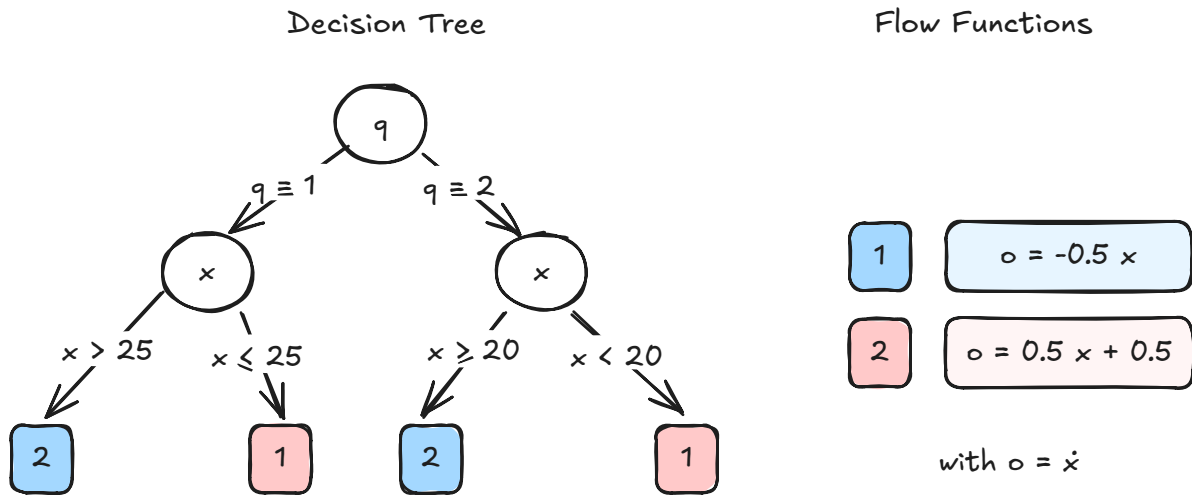 Decision Tree
Flow Functions
q
q ≡ 1
q ≡ 2
x
x
x > 25
x ≤ 25
x ≥ 20
x < 20
2
1
2
1
1
o = -0.5 x
2
o = 0.5 x + 0.5
with o = ẋ